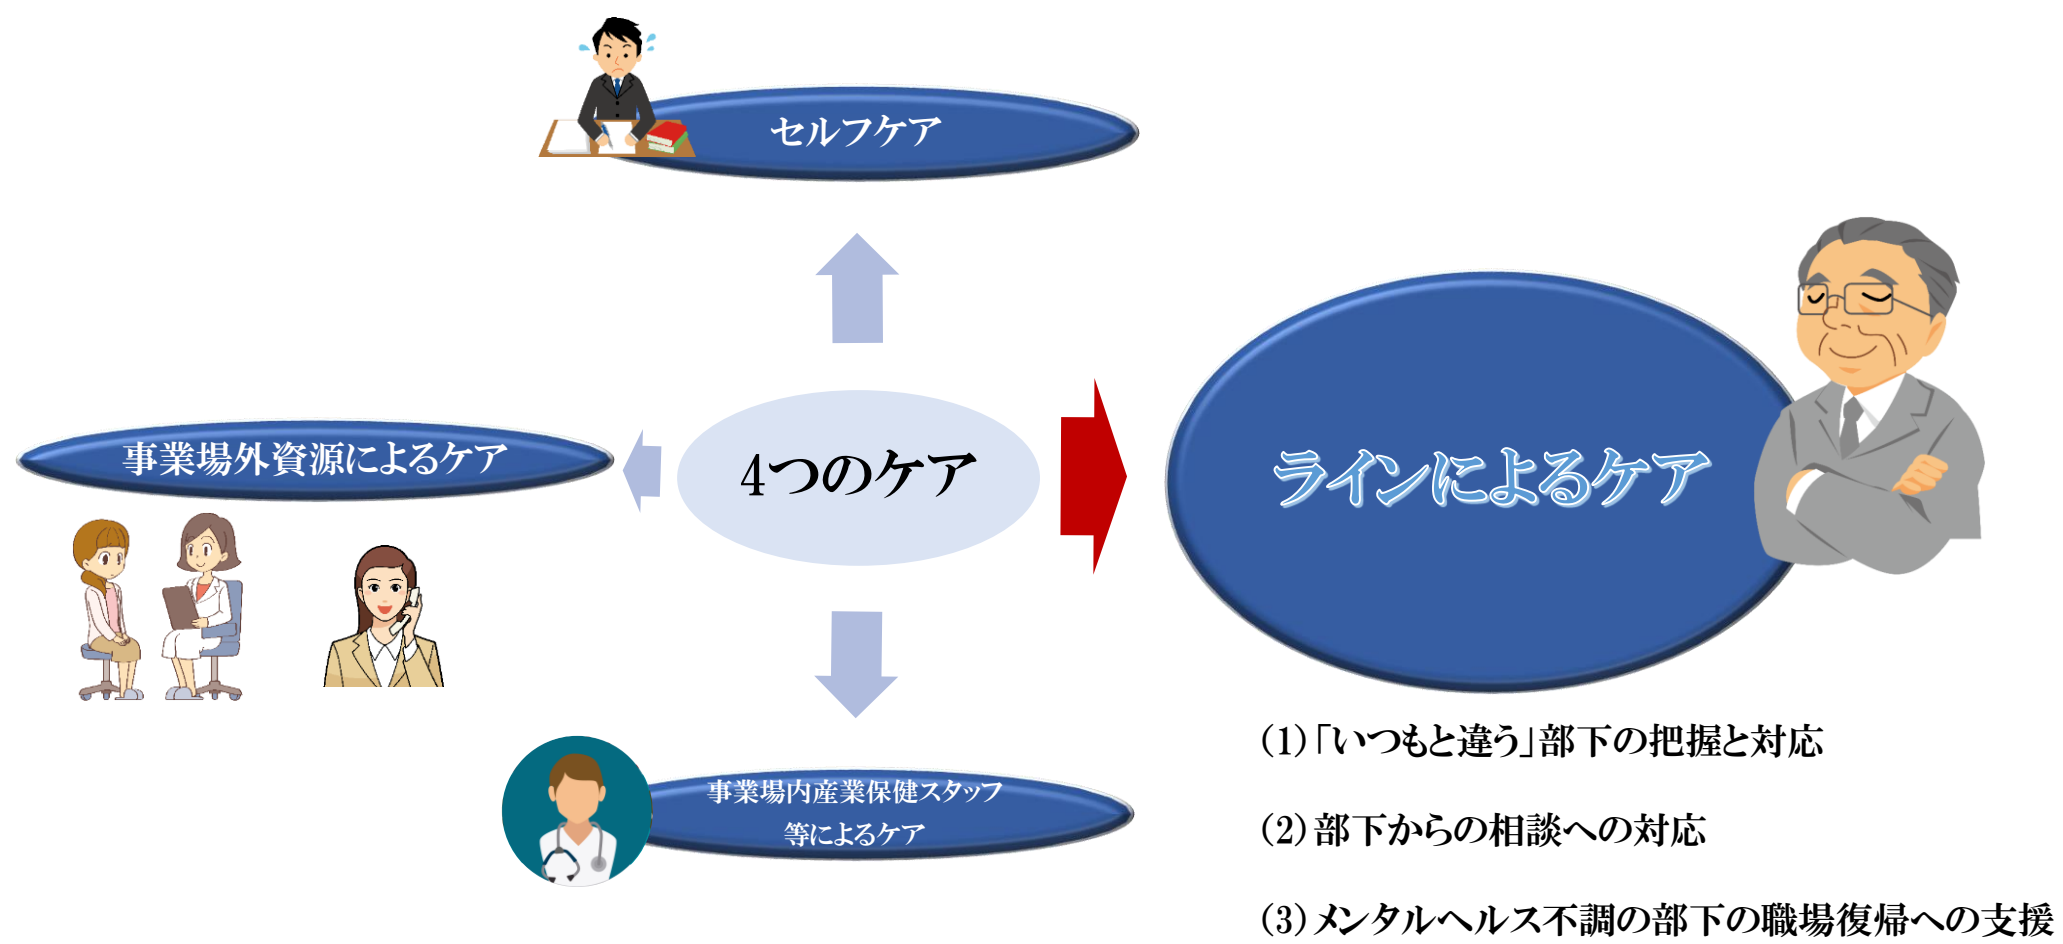 セルフケア
事業場外資源によるケア
4つのケア
ラインによるケア
事業場内産業保健スタッフ
等によるケア
(1)「いつもと違う」部下の把握と対応
(2)部下からの相談への対応
(3)メンタルヘルス不調の部下の職場復帰への支援